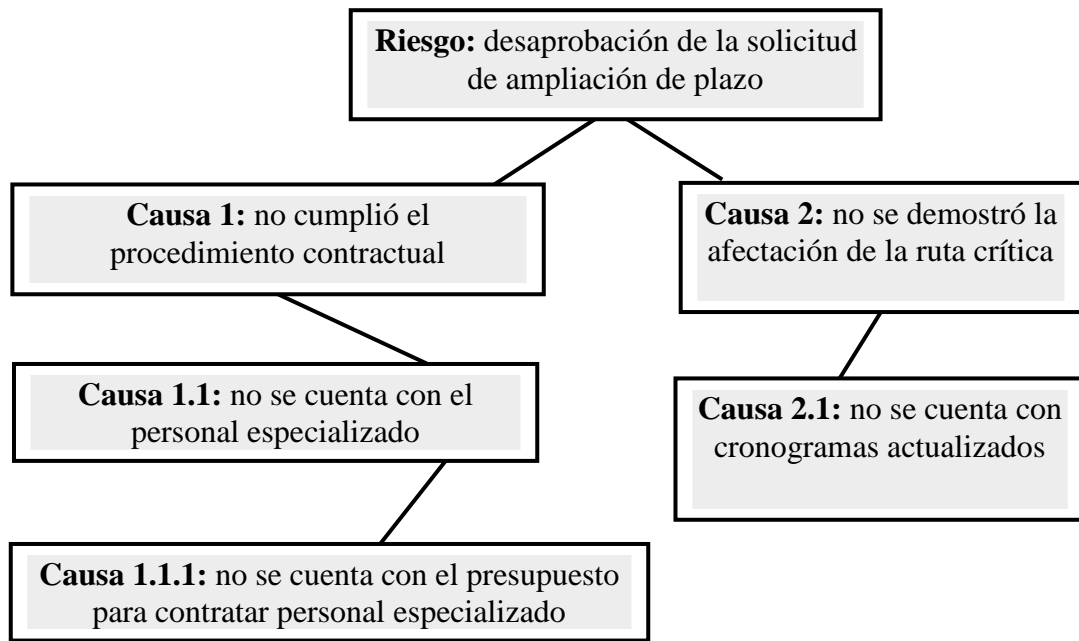 Riesgo: desaprobación de la solicitud
de ampliación de plazo
Causa 1: no cumplió el
procedimiento contractual
Causa 2: no se demostró la
afectación de la ruta crítica
Causa 1.1: no se cuenta con el
personal especializado
Causa 2.1: no se cuenta con
cronogramas actualizados
Causa 1.1.1: no se cuenta con el presupuesto
para contratar personal especializado